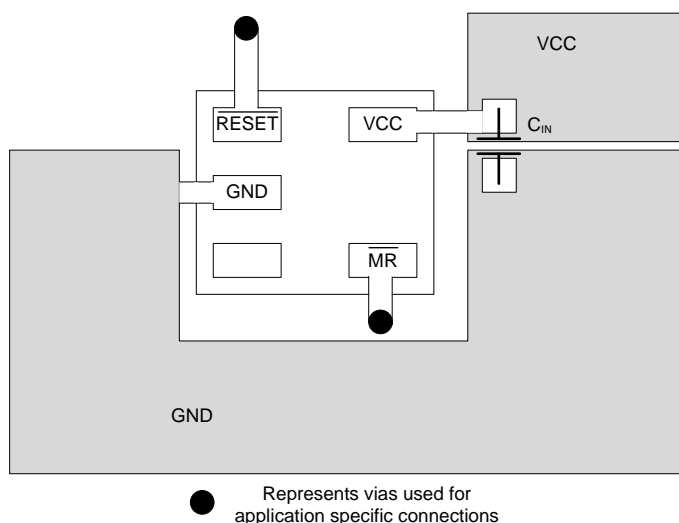 VCC
RESET
VCC
CIN
GND
MR
GND
Represents vias used for
application specific connections